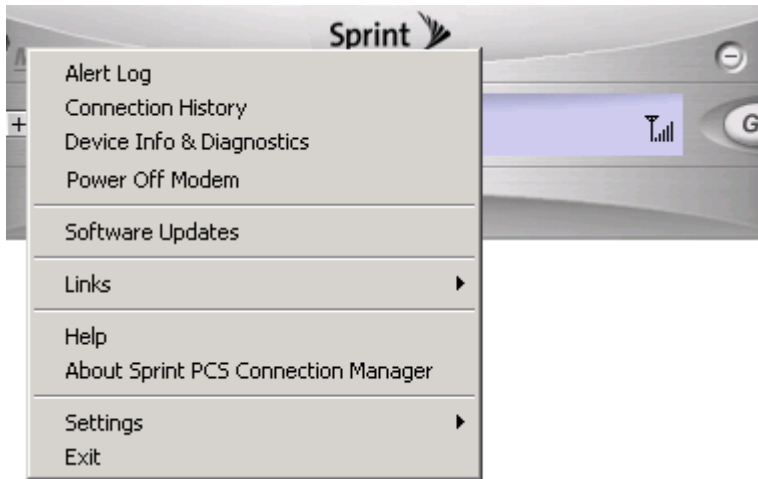 Sprint
Alert Log
Connection History
Device Info & Diagnostics
Power Off Modem
Software Updates
Links
Help
About Sprint PCS Connection Manager
Settings
Exit
G